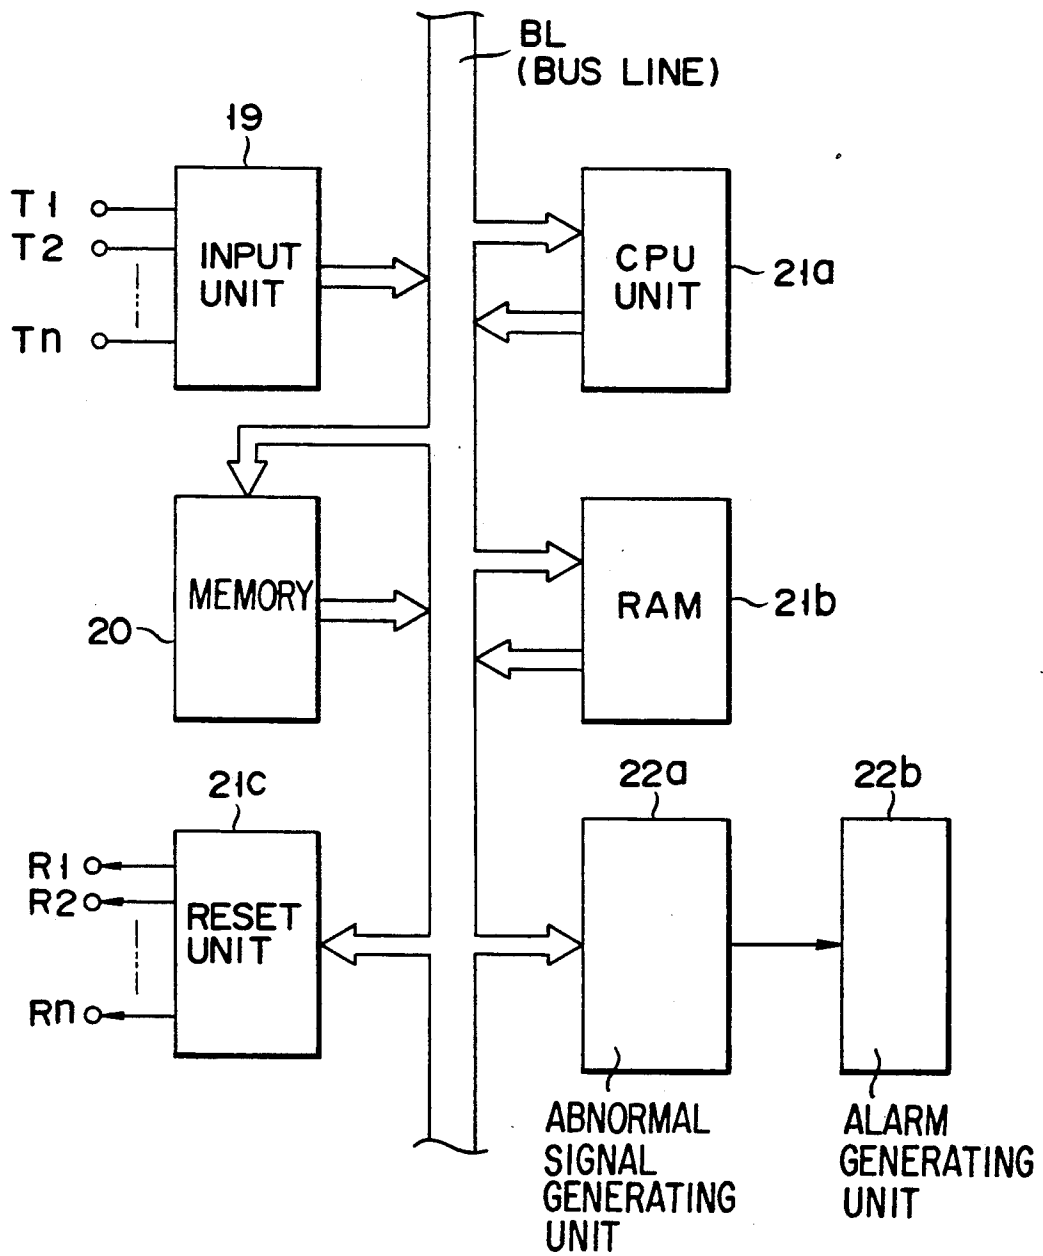 BL
(BUS LINE)
19
T1
T2
Tn
INPUT
UNIT
CPU
UNIT
21a
MEMORY
20
RAM
21b
21c
R1
R2
Rn
RESET
UNIT
22a
22b
ABNORMAL
SIGNAL
GENERATING
UNIT
ALARM
GENERATING
UNIT